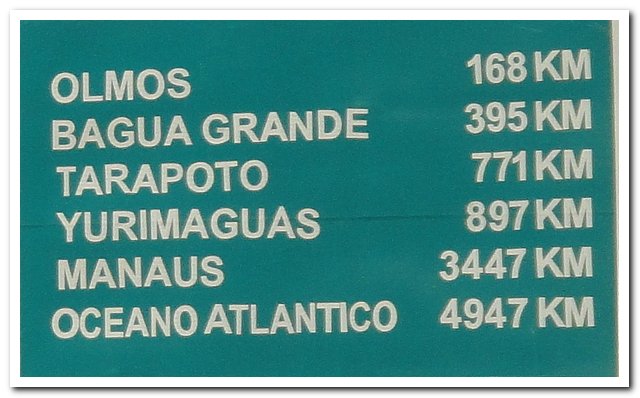 OLMOS 168 KM
BAGUA GRANDE 395 KM
TARAPOTO 771 KM
YURIMAGUAS 897 KM
MANAUS 3447 KM
OCEANO ATLANTICO 4947 KM